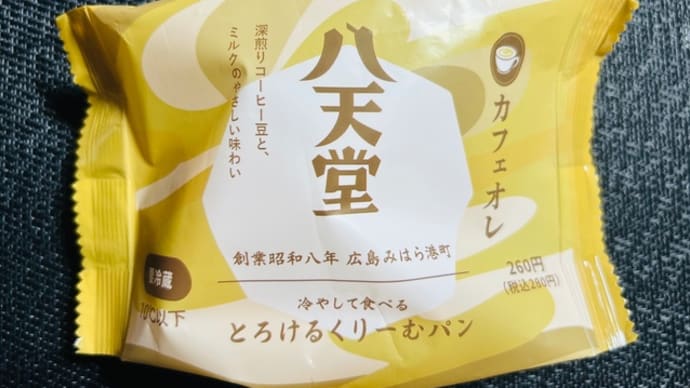 カフェオレ
八天堂
深煎りコーヒー豆と、
ミルクのやさしい味わい
創業昭和八年 広島みはら港町
260円
(税込280円)
要冷蔵
10℃以下
冷やして食べる
とろけるくりーむパン